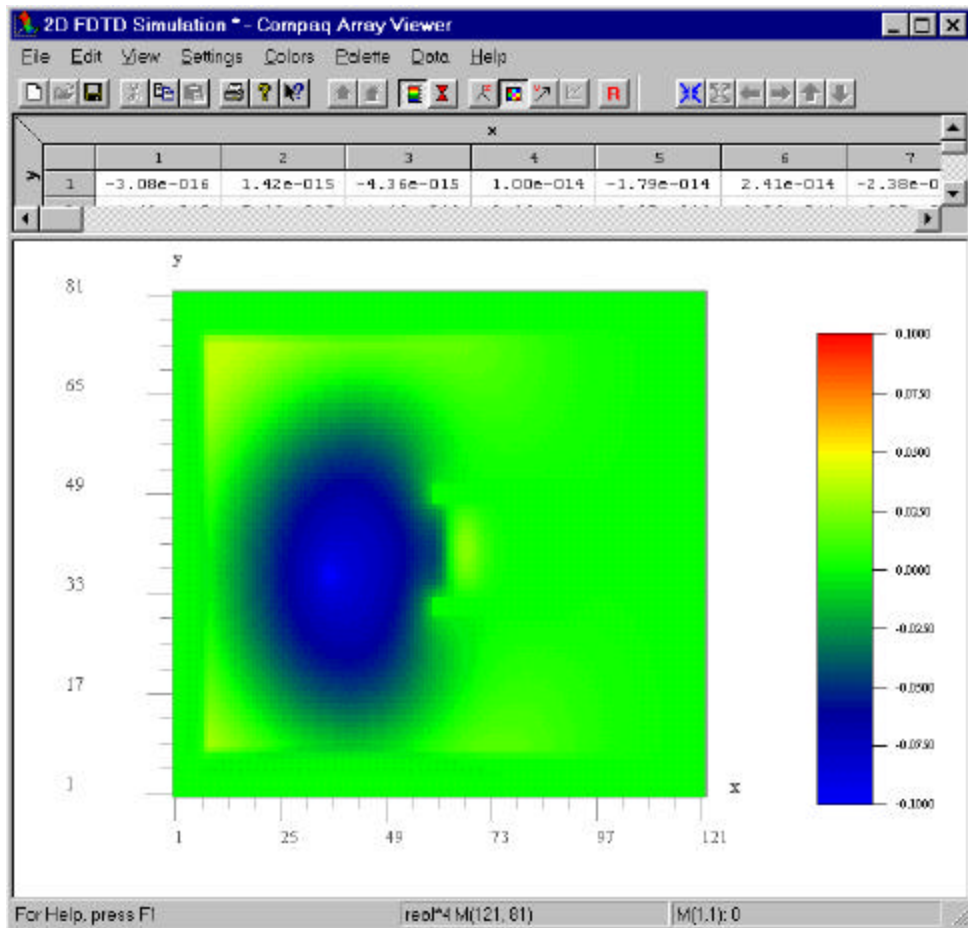 2D FDTD Simulation * - Compaq Array Viewer
File Edit View Settings Colors Palette Data Help
R
x
1 2 3 4 5 6 7
y 1 -3.08e-016 1.42e-015 -4.36e-015 1.00e-014 -1.79e-014 2.41e-014 -2.38e-0
y
81
65
49
33
17
1
x
1 25 49 73 97 121
0.1000
0.0750
0.0500
0.0250
0.0000
-0.0250
-0.0500
-0.0750
-0.1000
For Help, press F1
real*4 M(121, 81)
M(1,1): 0